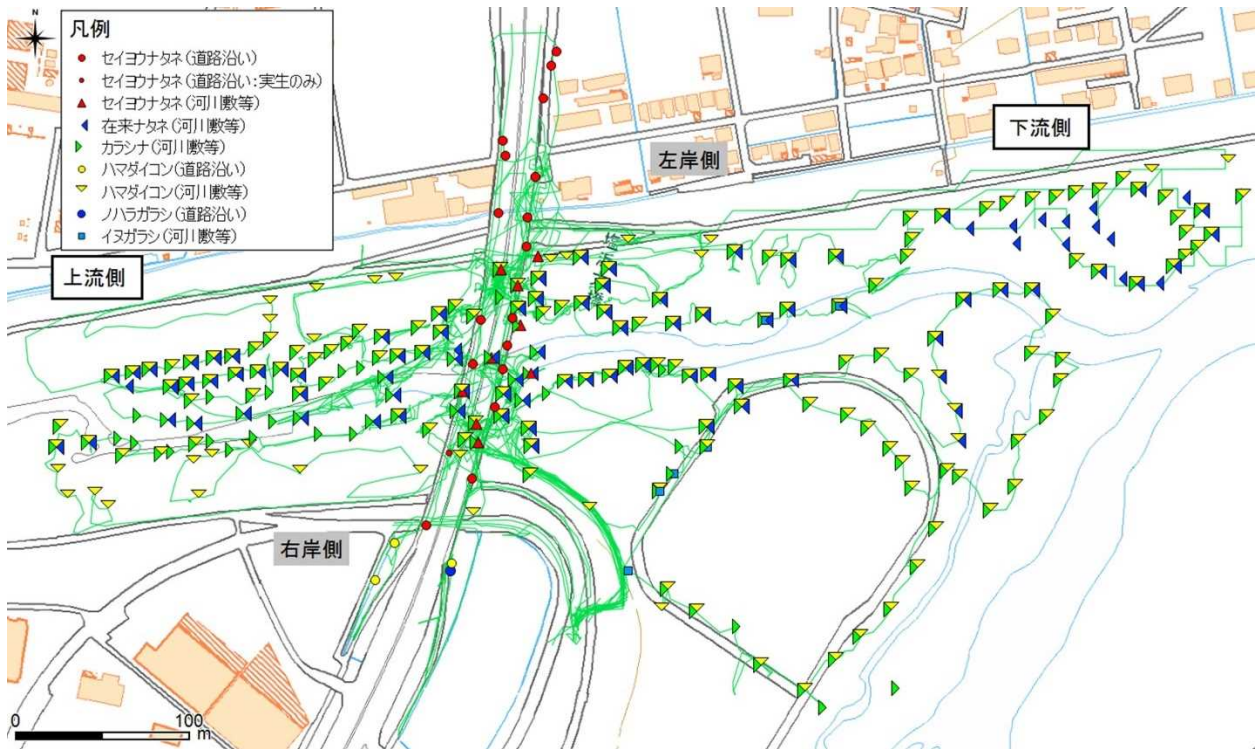 N
凡例
セイヨウナタネ(道路沿い)
セイヨウナタネ(道路沿い:実生のみ)
セイヨウナタネ(河川敷等)
在来ナタネ(河川敷等)
カラシナ(河川敷等)
ハマダイコン(道路沿い)
ハマダイコン(河川敷等)
ノハラガラシ(道路沿い)
イヌガラシ(河川敷等)
下流側
左岸側
上流側
右岸側
0 100
m